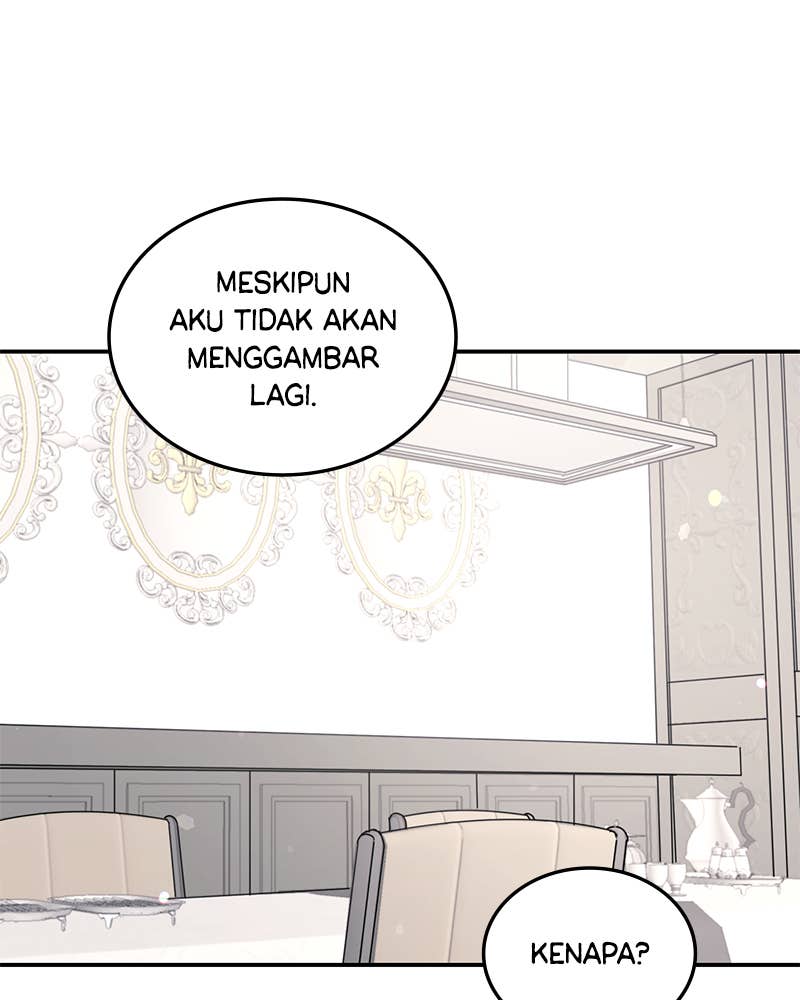 MESKIPUN
AKU TIDAK AKAN
MENGGAMBAR
LAGI.
KENAPA?